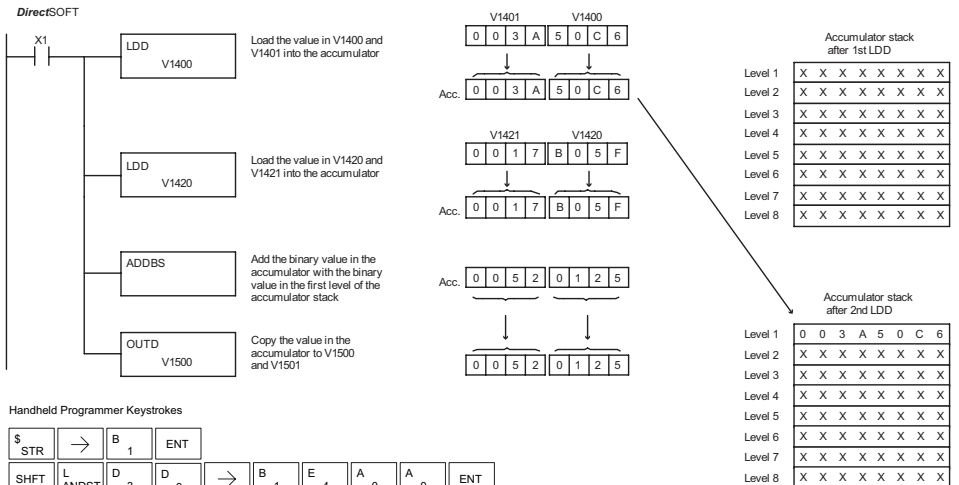 DirectSOFT
X1
LDD
V1400
Load the value in V1400 and
V1401 into the accumulator
V1401 V1400
0 0 3 A 5 0 C 6
Acc. 0 0 3 A 5 0 C 6
Accumulator stack
after 1st LDD
Level 1 X X X X X X X X
Level 2 X X X X X X X X
Level 3 X X X X X X X X
Level 4 X X X X X X X X
Level 5 X X X X X X X X
Level 6 X X X X X X X X
Level 7 X X X X X X X X
Level 8 X X X X X X X X
LDD
V1420
Load the value in V1420 and
V1421 into the accumulator
V1421 V1420
0 0 1 7 B 0 5 F
Acc. 0 0 1 7 B 0 5 F
ADDBS
Add the binary value in the
accumulator with the binary
value in the first level of the
accumulator stack
Acc. 0 0 5 2 0 1 2 5
OUTD
V1500
Copy the value in the
accumulator to V1500
and V1501
0 0 5 2 0 1 2 5
Accumulator stack
after 2nd LDD
Level 1 0 0 3 A 5 0 C 6
Level 2 X X X X X X X X
Level 3 X X X X X X X X
Level 4 X X X X X X X X
Level 5 X X X X X X X X
Level 6 X X X X X X X X
Level 7 X X X X X X X X
Level 8 X X X X X X X X
Handheld Programmer Keystrokes
$ STR → B 1 ENT
SHFT L ANDST D 3 D → B 1 E A A ENT